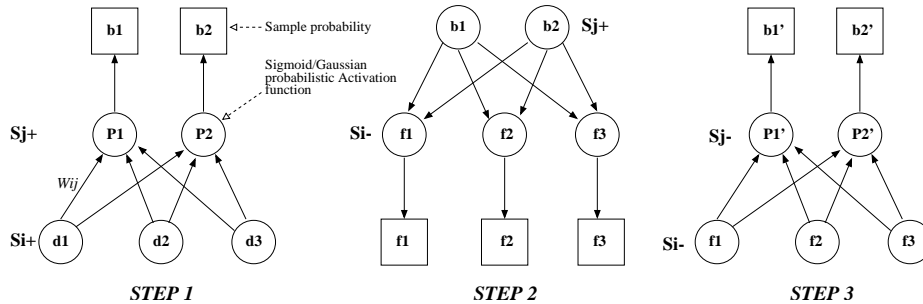 b1
b2
Sample probability
Sigmoid/Gaussian
probabilistic Activation
function
Sj+
P1
P2
Wij
Si+
d1
d2
d3
STEP 1
b1
b2
Sj+
Si-
f1
f2
f3
f1
f2
f3
STEP 2
b1’
b2’
Sj-
P1’
P2’
Si-
f1
f2
f3
STEP 3